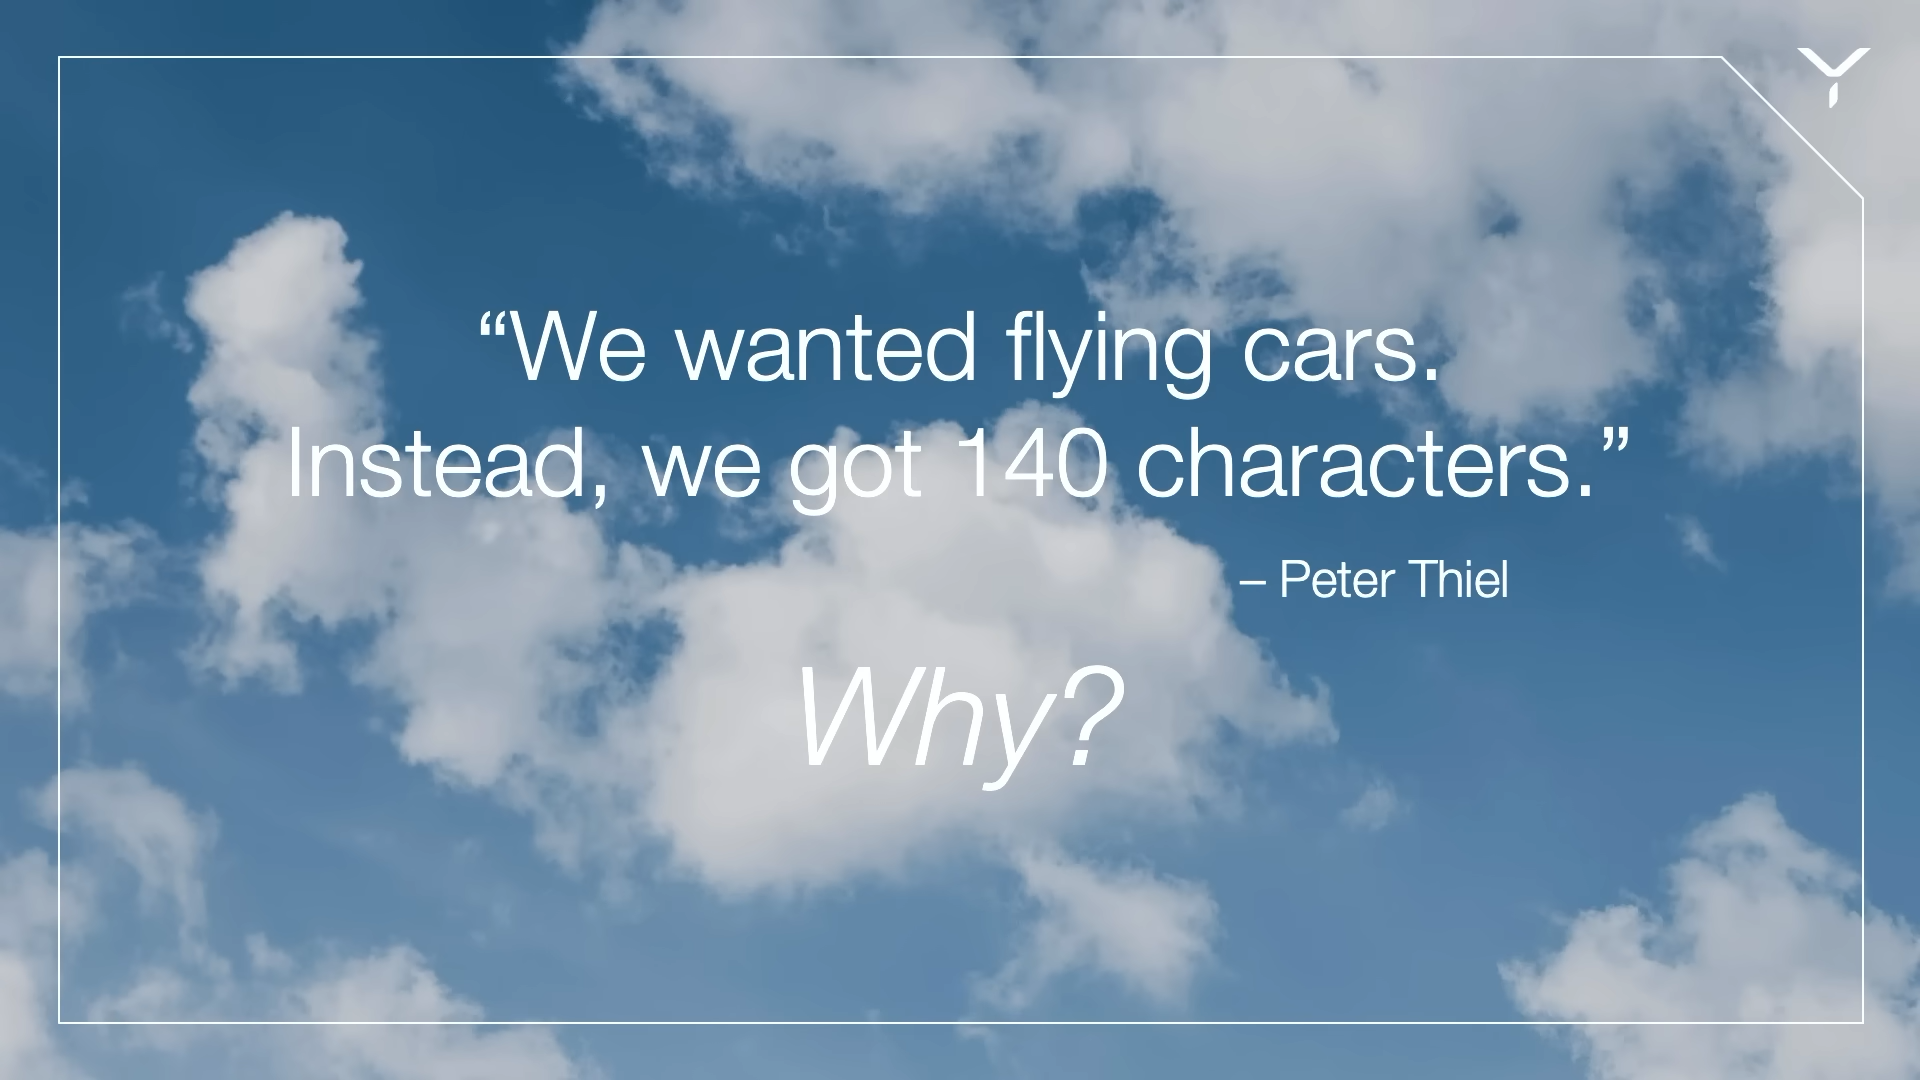 “We wanted flying cars.
Instead, we got 140 characters.”
– Peter Thiel
Why?